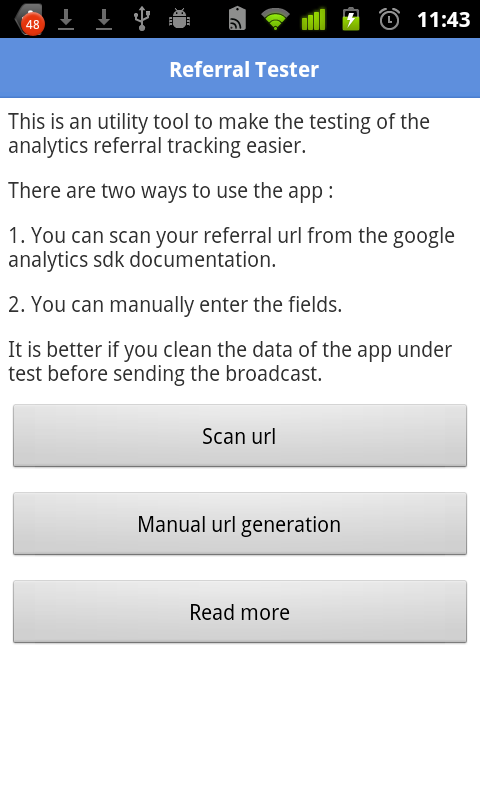 48
11:43
Referral Tester
This is an utility tool to make the testing of the
analytics referral tracking easier.
There are two ways to use the app :
1. You can scan your referral url from the google
analytics sdk documentation.
2. You can manually enter the fields.
It is better if you clean the data of the app under
test before sending the broadcast.
Scan url
Manual url generation
Read more